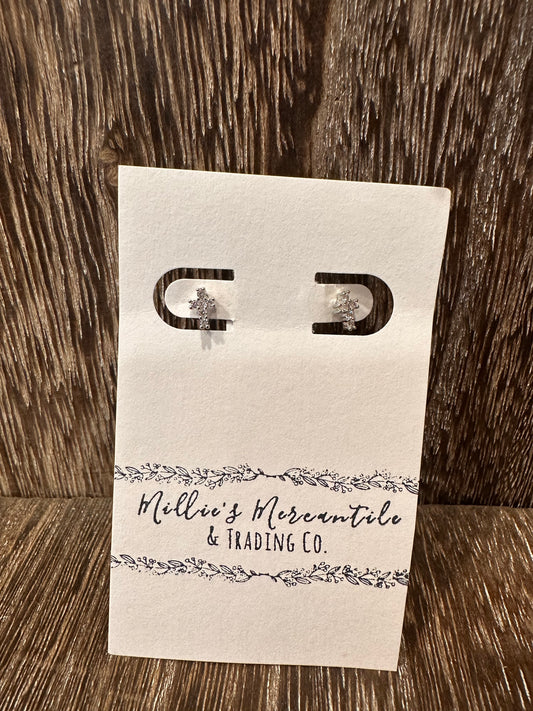 Millie's Mercantile
& TRADING CO.